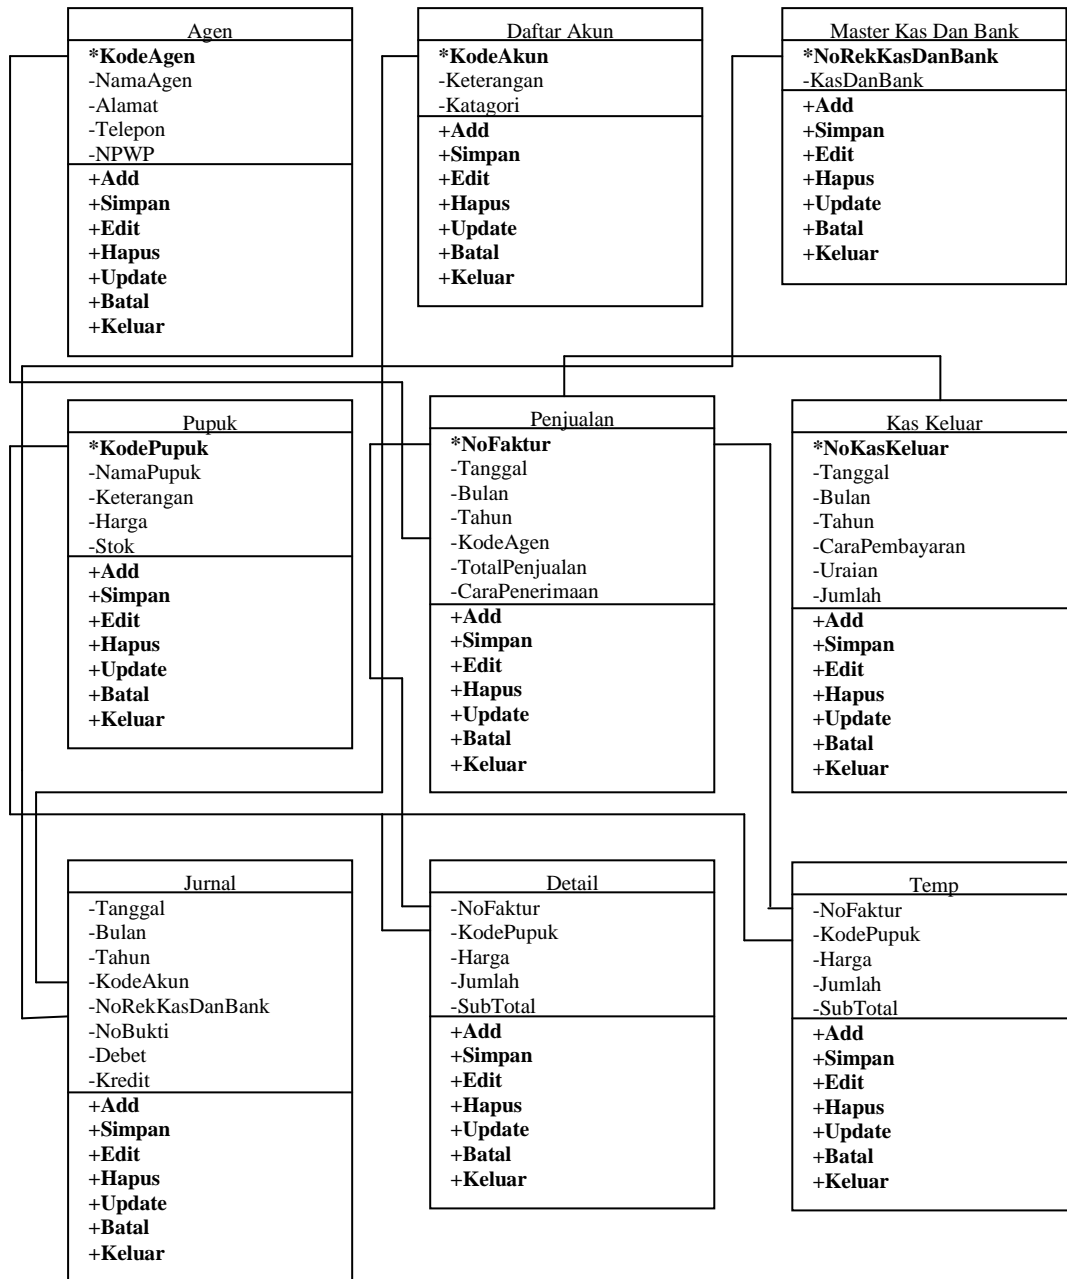 Agen
*KodeAgen
-NamaAgen
-Alamat
-Telepon
-NPWP
+Add
+Simpan
+Edit
+Hapus
+Update
+Batal
+Keluar
Daftar Akun
*KodeAkun
-Keterangan
-Katagori
+Add
+Simpan
+Edit
+Hapus
+Update
+Batal
+Keluar
Master Kas Dan Bank
*NoRekKasDanBank
-KasDanBank
+Add
+Simpan
+Edit
+Hapus
+Update
+Batal
+Keluar
Pupuk
*KodePupuk
-NamaPupuk
-Keterangan
-Harga
-Stok
+Add
+Simpan
+Edit
+Hapus
+Update
+Batal
+Keluar
Penjualan
*NoFaktur
-Tanggal
-Bulan
-Tahun
-KodeAgen
-TotalPenjualan
-CaraPenerimaan
+Add
+Simpan
+Edit
+Hapus
+Update
+Batal
+Keluar
Kas Keluar
*NoKasKeluar
-Tanggal
-Bulan
-Tahun
-CaraPembayaran
-Uraian
-Jumlah
+Add
+Simpan
+Edit
+Hapus
+Update
+Batal
+Keluar
Jurnal
-Tanggal
-Bulan
-Tahun
-KodeAkun
-NoRekKasDanBank
-NoBukti
-Debet
-Kredit
+Add
+Simpan
+Edit
+Hapus
+Update
+Batal
+Keluar
Detail
-NoFaktur
-KodePupuk
-Harga
-Jumlah
-SubTotal
+Add
+Simpan
+Edit
+Hapus
+Update
+Batal
+Keluar
Temp
-NoFaktur
-KodePupuk
-Harga
-Jumlah
-SubTotal
+Add
+Simpan
+Edit
+Hapus
+Update
+Batal
+Keluar